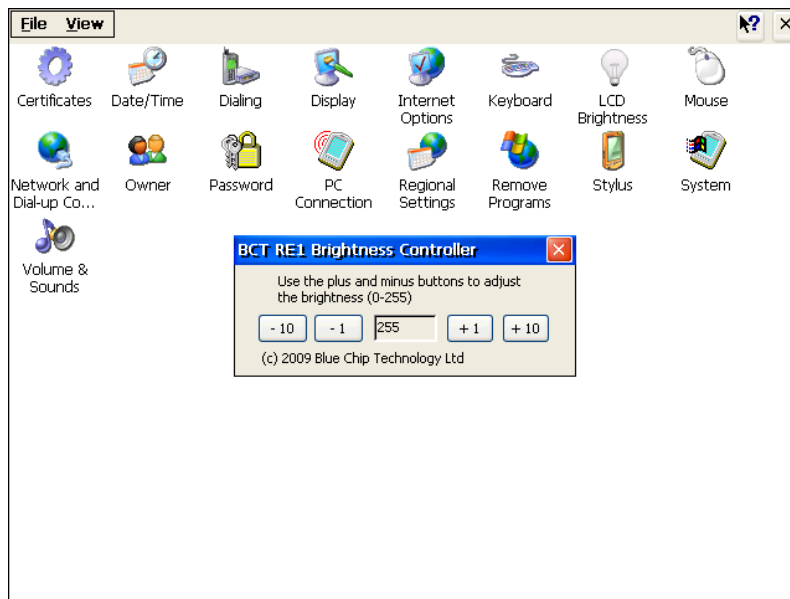 File View
Certificates
Date/Time
Dialing
Display
Internet
Options
Keyboard
LCD
Brightness
Mouse
Network and
Dial-up Co...
Owner
Password
PC
Connection
Regional
Settings
Remove
Programs
Stylus
System
Volume &
Sounds
BCT RE1 Brightness Controller
Use the plus and minus buttons to adjust
the brightness (0-255)
- 10 - 1 255 + 1 + 10
(c) 2009 Blue Chip Technology Ltd